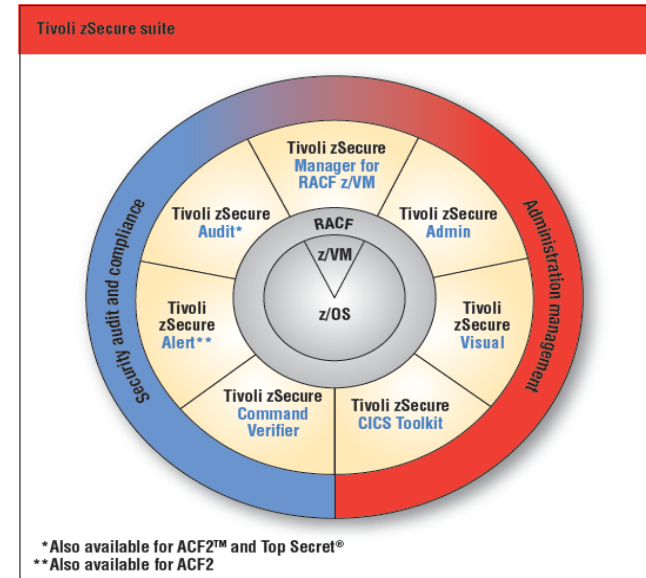 Tivoli zSecure suite
Tivoli zSecure
Manager for
RACF z/VM
Tivoli zSecure
Audit*
Tivoli zSecure
Admin
RACF
z/VM
z/OS
Tivoli
zSecure
Alert**
Tivoli
zSecure
Visual
Tivoli zSecure
Command
Verifier
Tivoli zSecure
CICS Toolkit
Security audit and compliance
Administration management
*Also available for ACF2™ and Top Secret®
**Also available for ACF2